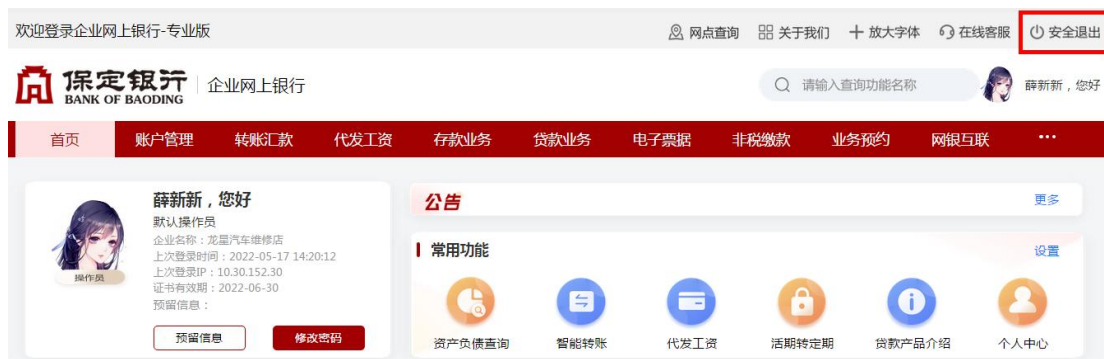 欢迎登录企业网上银行-专业版 网点查询 关于我们 放大字体 在线客服 安全退出
保定银行 企业网上银行 请输入查询功能名称 薛新新，您好
BANK OF BAODING
首页 账户管理 转账汇款 代发工资 存款业务 贷款业务 电子票据 非税缴款 业务预约 网银互联 ...
薛新新，您好
默认操作员
企业名称：龙星汽车维修店
上次登录时间：2022-05-17 14:20:12
上次登录IP：10.30.152.30
证书有效期：2022-06-30
预留信息：
操作员
预留信息 修改密码
公告 更多
常用功能 设置
资产负债查询 智能转账 代发工资 活期转定期 贷款产品介绍 个人中心